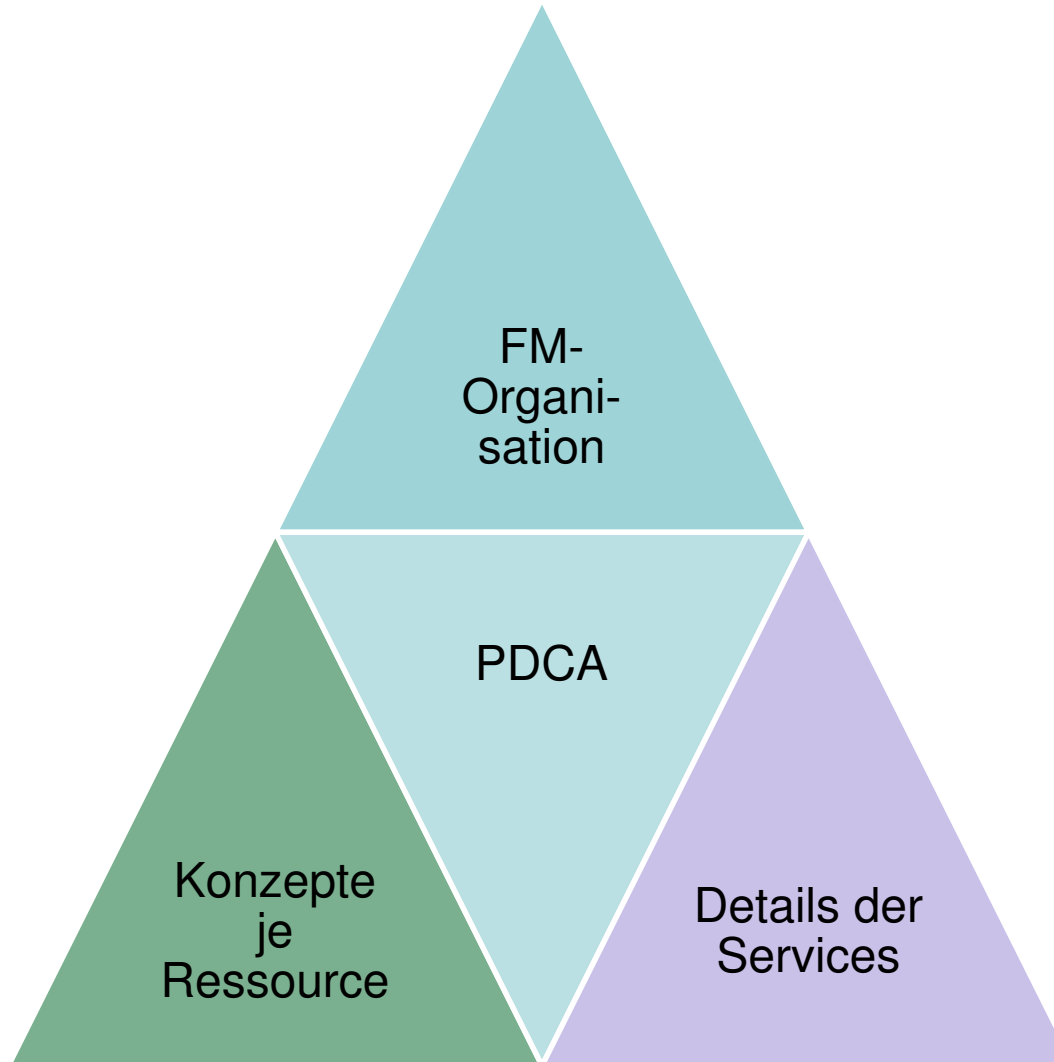 FM-
Organi-
sation
PDCA
Konzepte
je
Ressource
Details der
Services